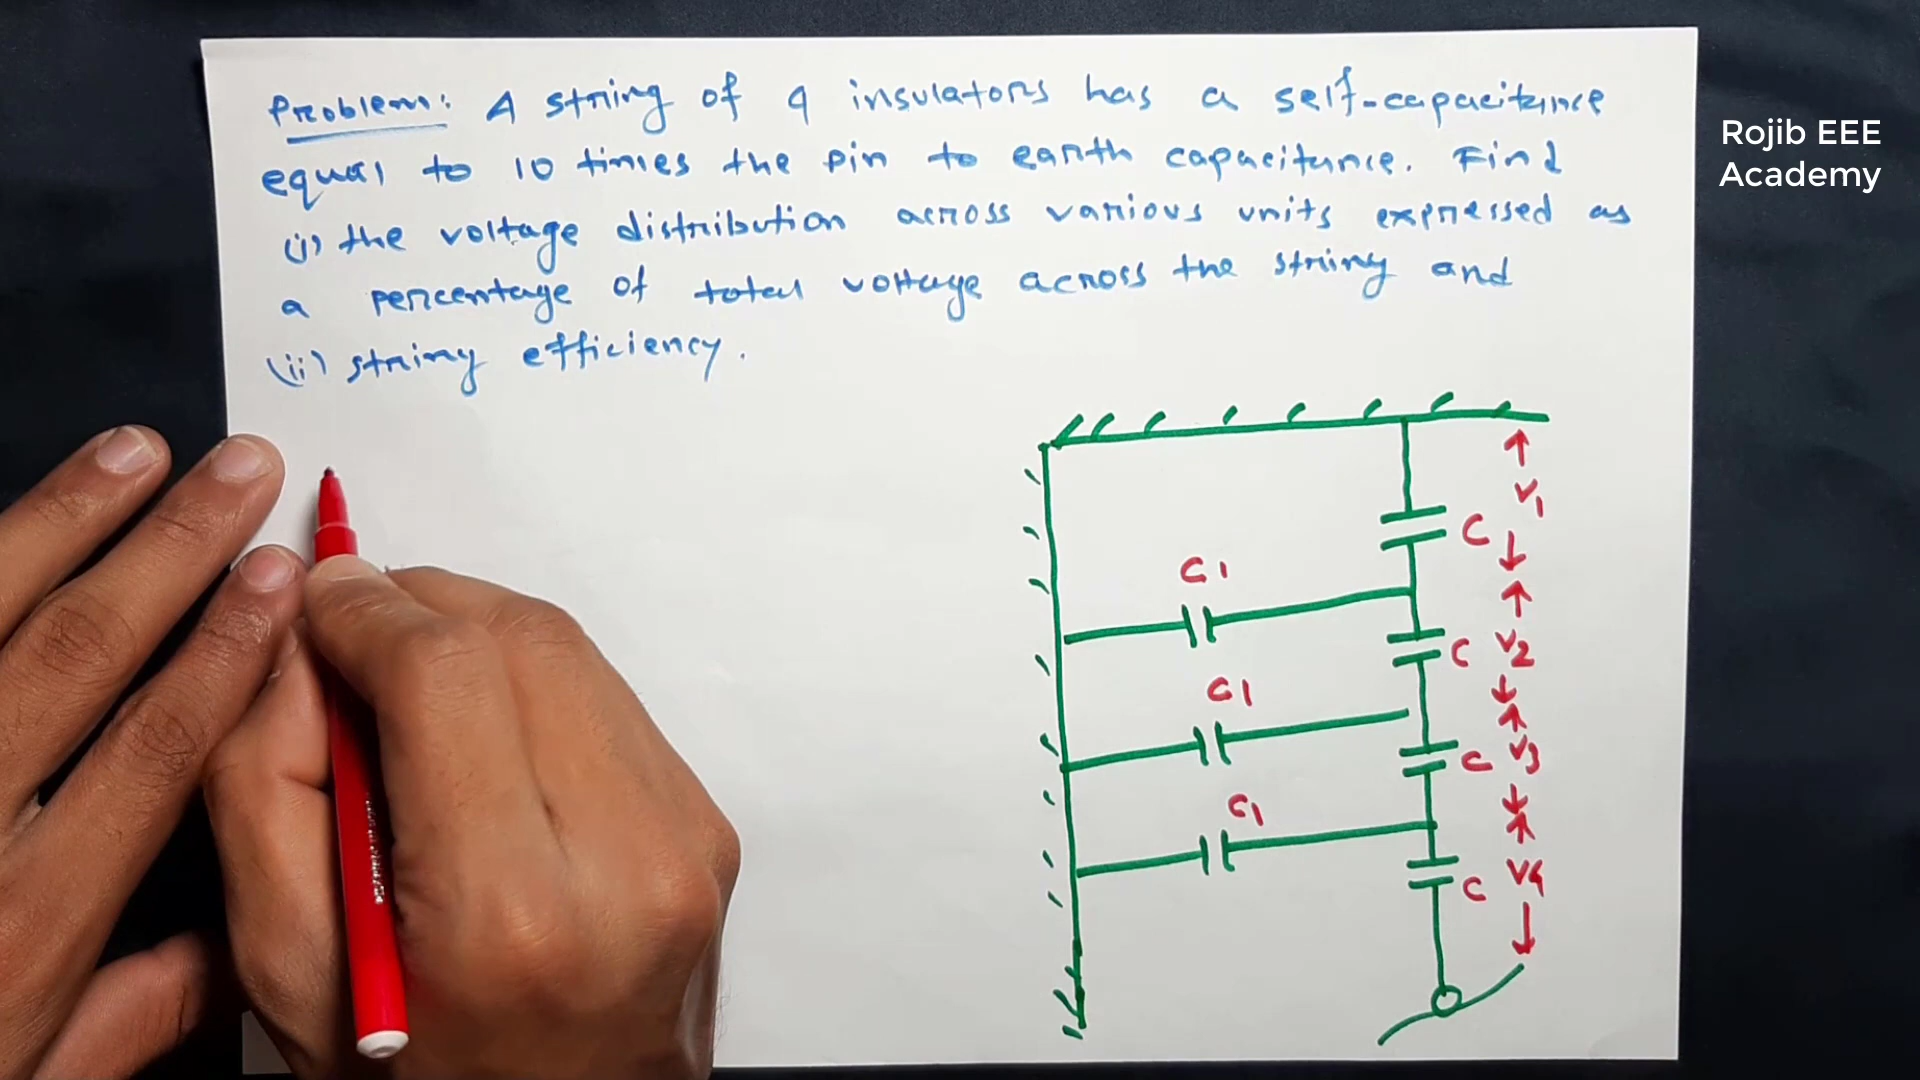 Problem: A string of 4 insulators has a self-capacitance
equal to 10 times the pin to earth capacitance. Find
(i) the voltage distribution across various units expressed as
a percentage of total voltage across the string and
(ii) string efficiency.
Rojib EEE
Academy
V1
C
C1
C V2
C1
C V3
C1
C V4